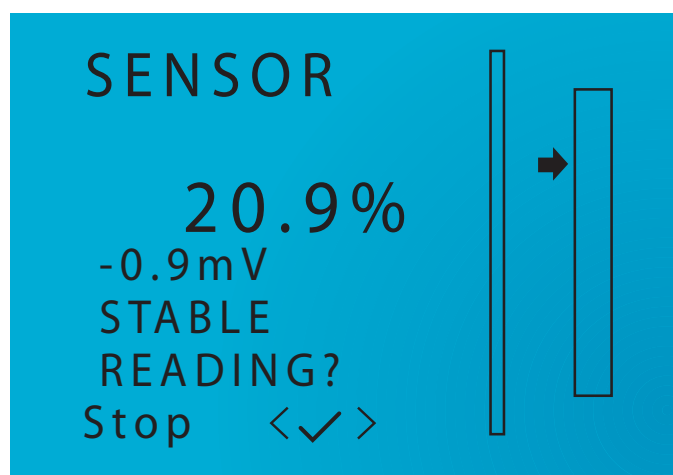 SENSOR
20.9%
-0.9mV
STABLE
READING?
Stop <✓>